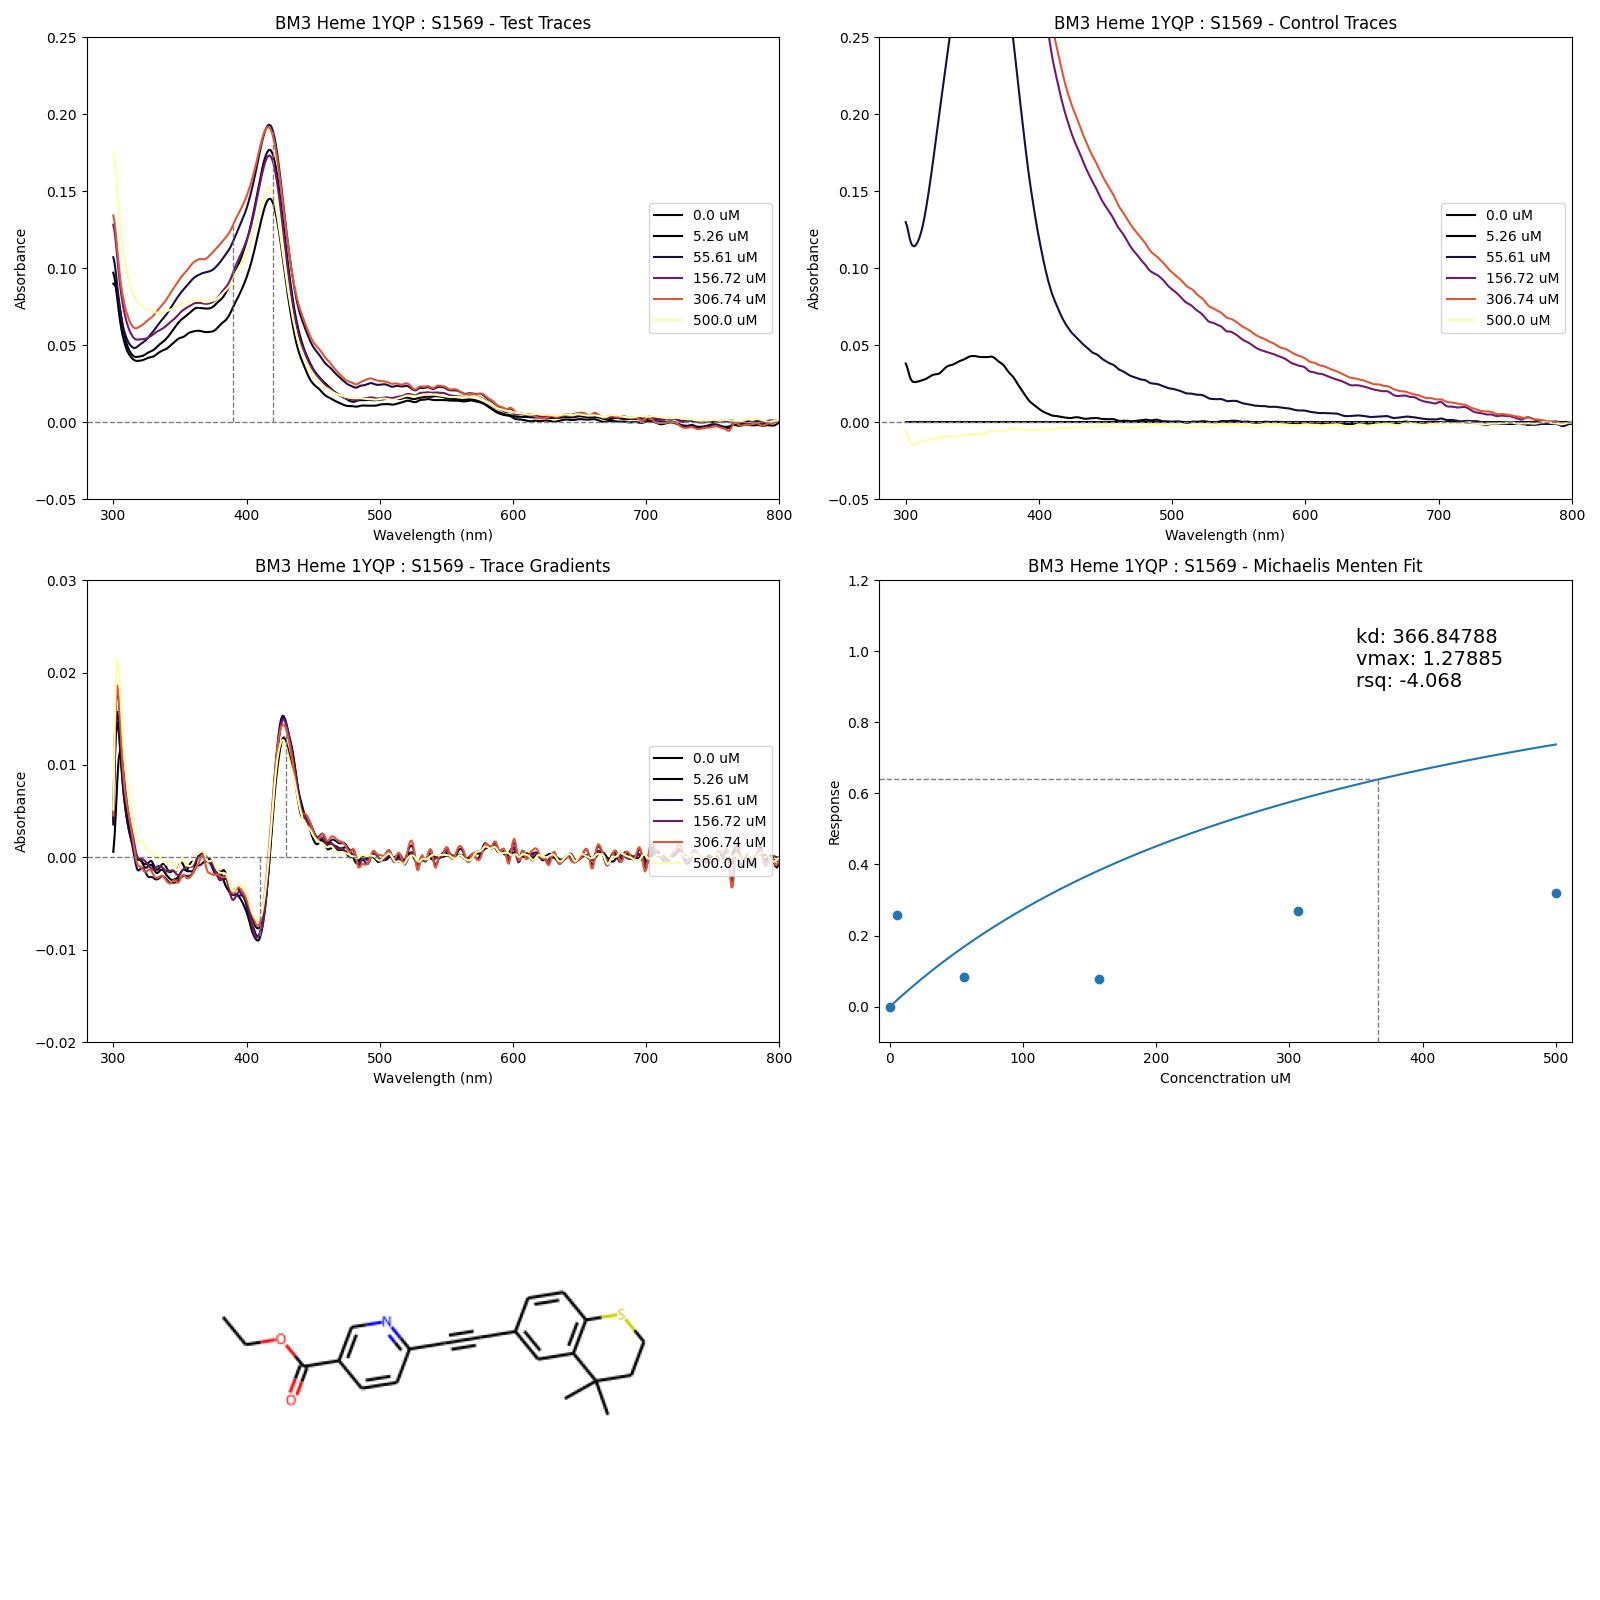 BM3 Heme 1YQP : S1569 - Test Traces
0.25
0.20
0.15
0.10
0.05
0.00
−0.05
Absorbance
300 400 500 600 700 800
Wavelength (nm)
0.0 uM
5.26 uM
55.61 uM
156.72 uM
306.74 uM
500.0 uM
BM3 Heme 1YQP : S1569 - Control Traces
0.25
0.20
0.15
0.10
0.05
0.00
−0.05
Absorbance
300 400 500 600 700 800
Wavelength (nm)
0.0 uM
5.26 uM
55.61 uM
156.72 uM
306.74 uM
500.0 uM
BM3 Heme 1YQP : S1569 - Trace Gradients
0.03
0.02
0.01
0.00
−0.01
−0.02
Absorbance
300 400 500 600 700 800
Wavelength (nm)
0.0 uM
5.26 uM
55.61 uM
156.72 uM
306.74 uM
500.0 uM
BM3 Heme 1YQP : S1569 - Michaelis Menten Fit
1.2
1.0
0.8
0.6
0.4
0.2
0.0
Response
kd: 366.84788
vmax: 1.27885
rsq: -4.068
0 100 200 300 400 500
Concenctration uM
N
S
O
O